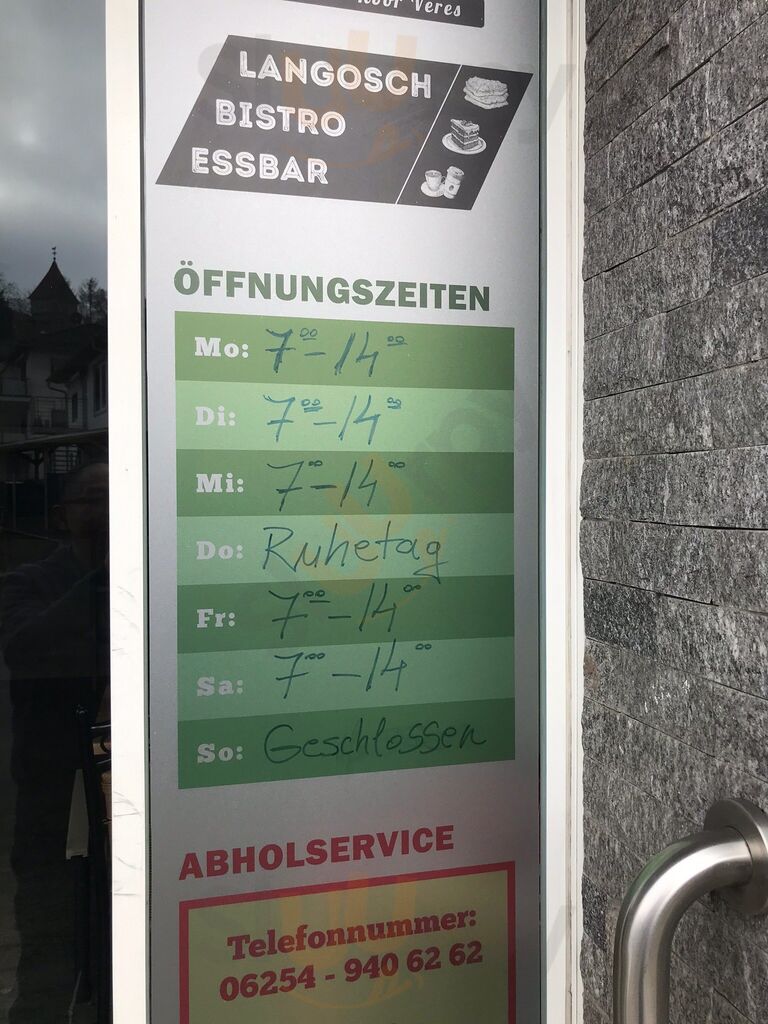 Veres
LANGOSCH
BISTRO
ESSBAR
ÖFFNUNGSZEITEN
Mo: 7⁰⁰ - 14⁰⁰
Di: 7⁰⁰ - 14⁰⁰
Mi: 7⁰⁰ - 14⁰⁰
Do: Ruhetag
Fr: 7⁰⁰ - 14⁰⁰
Sa: 7⁰⁰ - 14⁰⁰
So: Geschlossen
ABHOLSERVICE
Telefonnummer:
06254 - 940 62 62